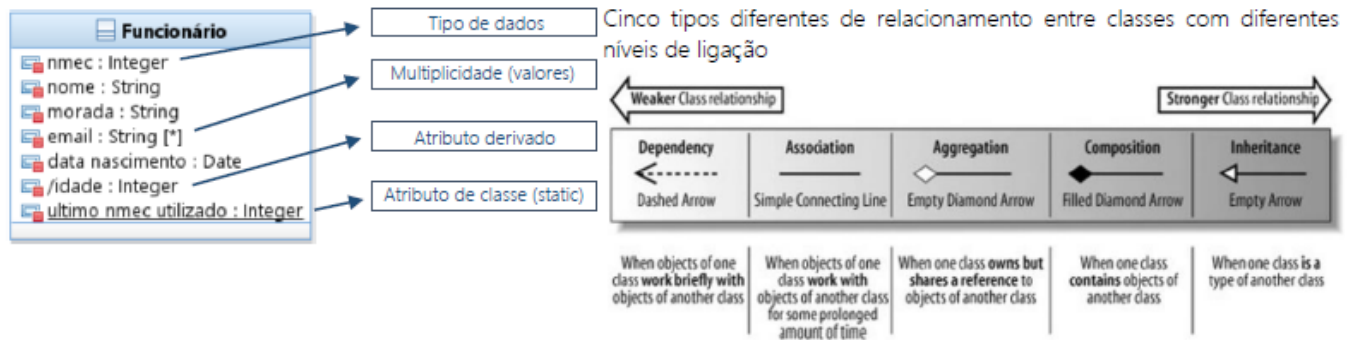 Funcionário
nmec : Integer
nome : String
morada : String
email : String [*]
data nascimento : Date
/idade : Integer
ultimo nmec utilizado : Integer
Tipo de dados
Multiplicidade (valores)
Atributo derivado
Atributo de classe (static)
Cinco tipos diferentes de relacionamento entre classes com diferentes
níveis de ligação
Weaker Class relationship
Stronger Class relationship
Dependency
Dashed Arrow
Association
Simple Connecting Line
Aggregation
Empty Diamond Arrow
Composition
Filled Diamond Arrow
Inheritance
Empty Arrow
When objects of one
class work briefly with
objects of another class
When objects of one
class work with
objects of another class
for some prolonged
amount of time
When one class owns but
shares a reference to
objects of another class
When one class
contains objects of
another class
When one class is a
type of another class